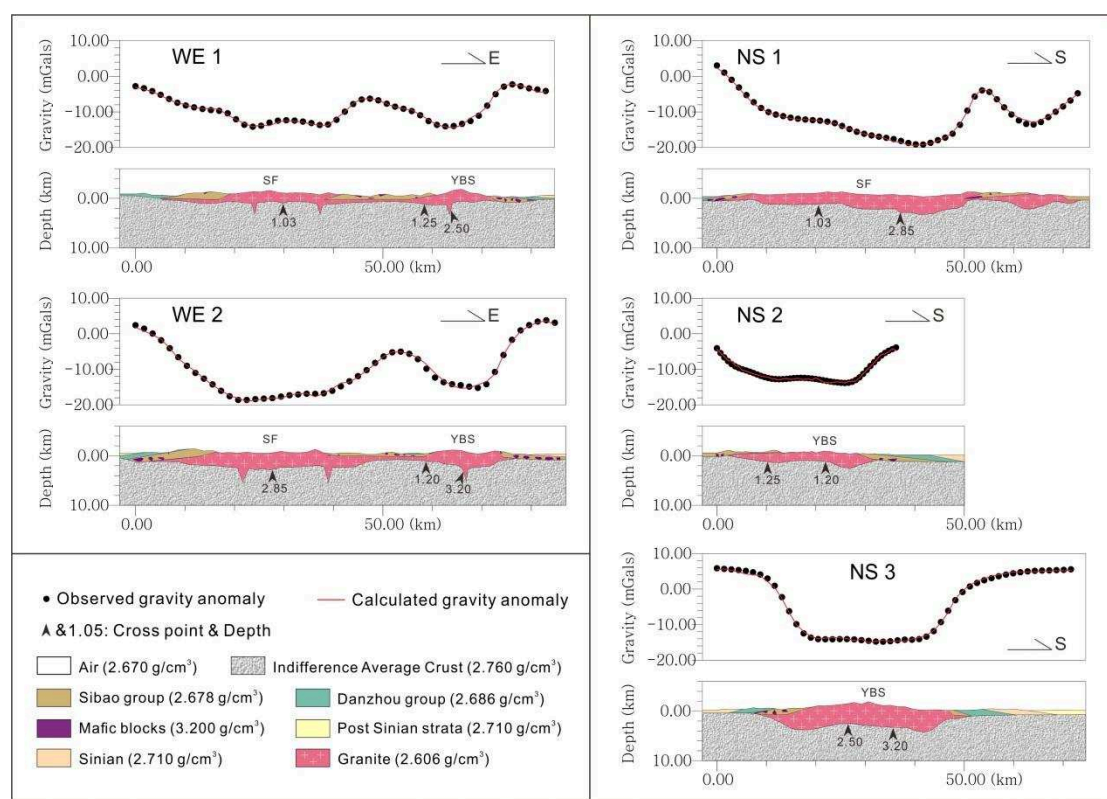 WE 1
E
10.00
0.00
-10.00
-20.00
Gravity (mGals)
SF
YBS
0.00
10.00
Depth (km)
1.03
1.25
2.50
0.00
50.00 (km)
WE 2
E
10.00
0.00
-10.00
-20.00
Gravity (mGals)
SF
YBS
0.00
10.00
Depth (km)
2.85
1.20
3.20
0.00
50.00 (km)
Observed gravity anomaly
Calculated gravity anomaly
&1.05: Cross point & Depth
Air (2.670 g/cm³)
Indifference Average Crust (2.760 g/cm³)
Sibao group (2.678 g/cm³)
Danzhou group (2.686 g/cm³)
Mafic blocks (3.200 g/cm³)
Post Sinian strata (2.710 g/cm³)
Sinian (2.710 g/cm³)
Granite (2.606 g/cm³)
NS 1
S
10.00
0.00
-10.00
-20.00
Gravity (mGals)
SF
0.00
10.00
Depth (km)
1.03
2.85
0.00
50.00 (km)
NS 2
S
10.00
0.00
-10.00
-20.00
Gravity (mGals)
YBS
0.00
10.00
Depth (km)
1.25
1.20
0.00
50.00 (km)
NS 3
S
10.00
0.00
-10.00
-20.00
Gravity (mGals)
YBS
0.00
10.00
Depth (km)
2.50
3.20
0.00
50.00 (km)